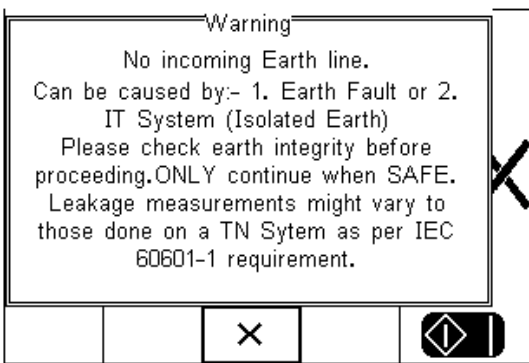 Warning
No incoming Earth line.
Can be caused by:- 1. Earth Fault or 2.
IT System (Isolated Earth)
Please check earth integrity before
proceeding.ONLY continue when SAFE.
Leakage measurements might vary to
those done on a TN Sytem as per IEC
60601-1 requirement.